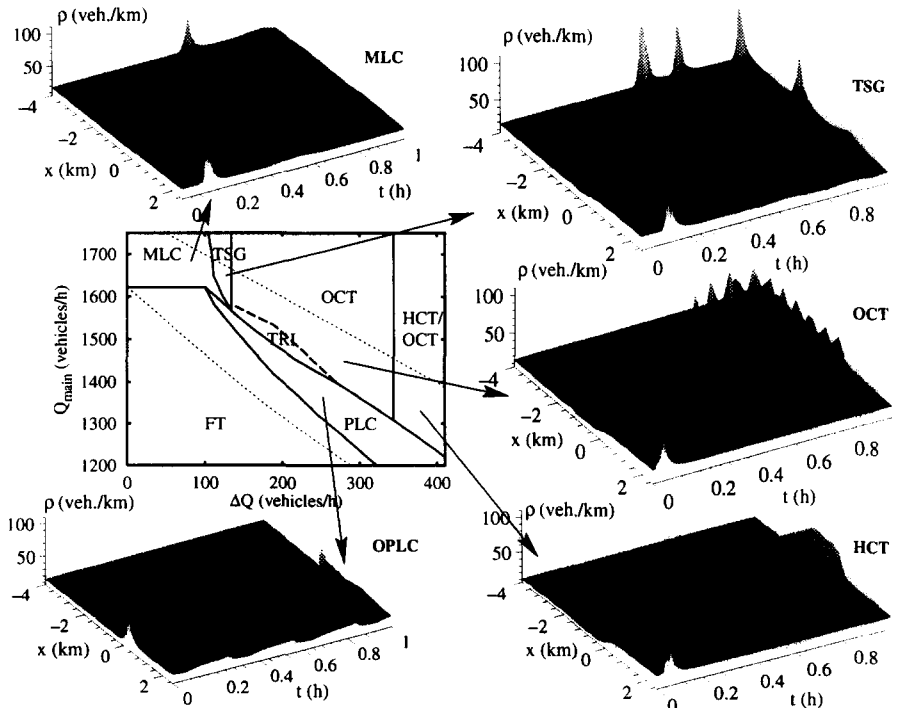 ρ (veh./km)
100
50
MLC
−4
−2
0
2
x (km)
0
0.2
0.4
0.6
0.8
1
t (h)
ρ (veh./km)
100
50
TSG
−4
−2
0
2
x (km)
0
0.2
0.4
0.6
0.8
t (h)
1700
1600
1500
1400
1300
1200
Q_main (vehicles/h)
MLC
TSG
OCT
HCT/
OCT
TRI
FT
PLC
0
100
200
300
400
ΔQ (vehicles/h)
ρ (veh./km)
100
50
OCT
−4
−2
0
2
x (km)
0
0.2
0.4
0.6
0.8
t (h)
ρ (veh./km)
100
50
OPLC
−4
−2
0
2
x (km)
0
0.2
0.4
0.6
0.8
1
t (h)
ρ (veh./km)
100
50
HCT
−4
−2
0
2
x (km)
0
0.2
0.4
0.6
0.8
t (h)